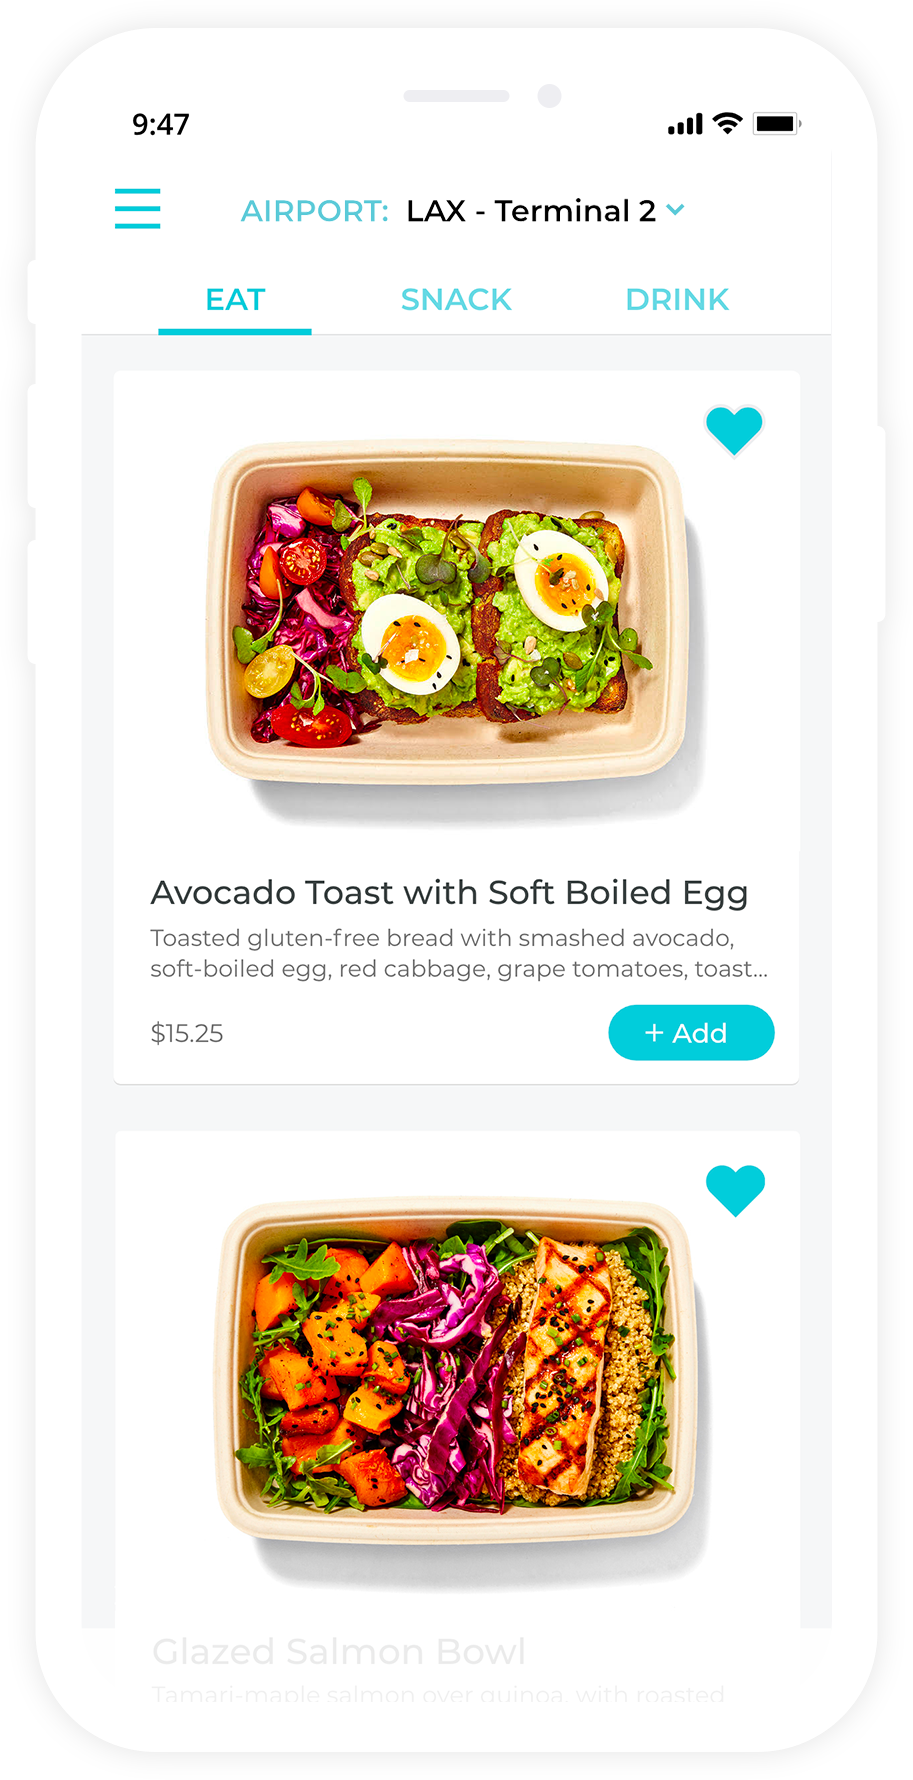 9:47
AIRPORT: LAX - Terminal 2
EAT SNACK DRINK
Avocado Toast with Soft Boiled Egg
Toasted gluten-free bread with smashed avocado,
soft-boiled egg, red cabbage, grape tomatoes, toast...
$15.25 + Add
Glazed Salmon Bowl
Tamari-maple salmon over quinoa, with roasted